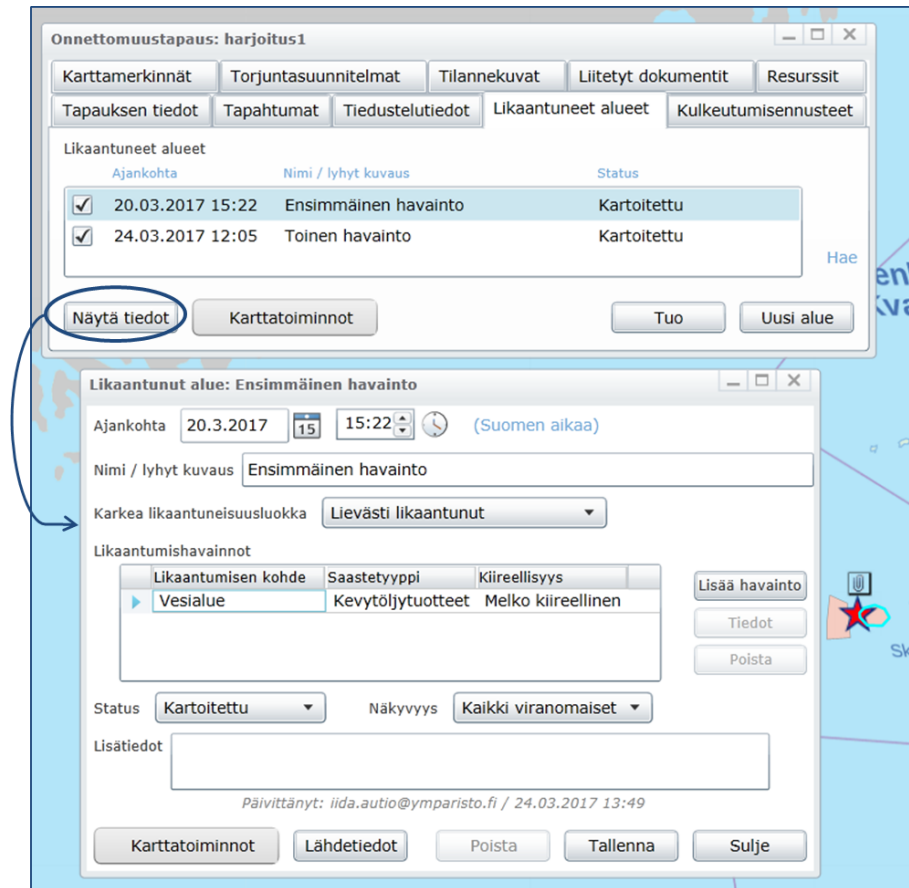 Onnettomuustapaus: harjoitus1
Karttamerkinnät Torjuntasuunnitelmat Tilannekuvat Liitetyt dokumentit Resurssit
Tapauksen tiedot Tapahtumat Tiedustelutiedot Likaantuneet alueet Kulkeutumisennusteet
Likaantuneet alueet
Ajankohta Nimi / lyhyt kuvaus Status
20.03.2017 15:22 Ensimmäinen havainto Kartoitettu
24.03.2017 12:05 Toinen havainto Kartoitettu
Hae
Näytä tiedot Karttatoiminnot Tuo Uusi alue
Likaantunut alue: Ensimmäinen havainto
Ajankohta 20.3.2017 15 15:22 (Suomen aikaa)
Nimi / lyhyt kuvaus Ensimmäinen havainto
Karkea likaantuneisuusluokka Lievästi likaantunut
Likaantumishavainnot
Likaantumisen kohde Saastetyyppi Kiireellisyys
Vesialue Kevytöljytuotteet Melko kiireellinen
Lisää havainto
Tiedot
Poista
Status Kartoitettu Näkyvyys Kaikki viranomaiset
Lisätiedot
Päivittänyt: iida.autio@ymparisto.fi / 24.03.2017 13:49
Karttatoiminnot Lähdetiedot Poista Tallenna Sulje